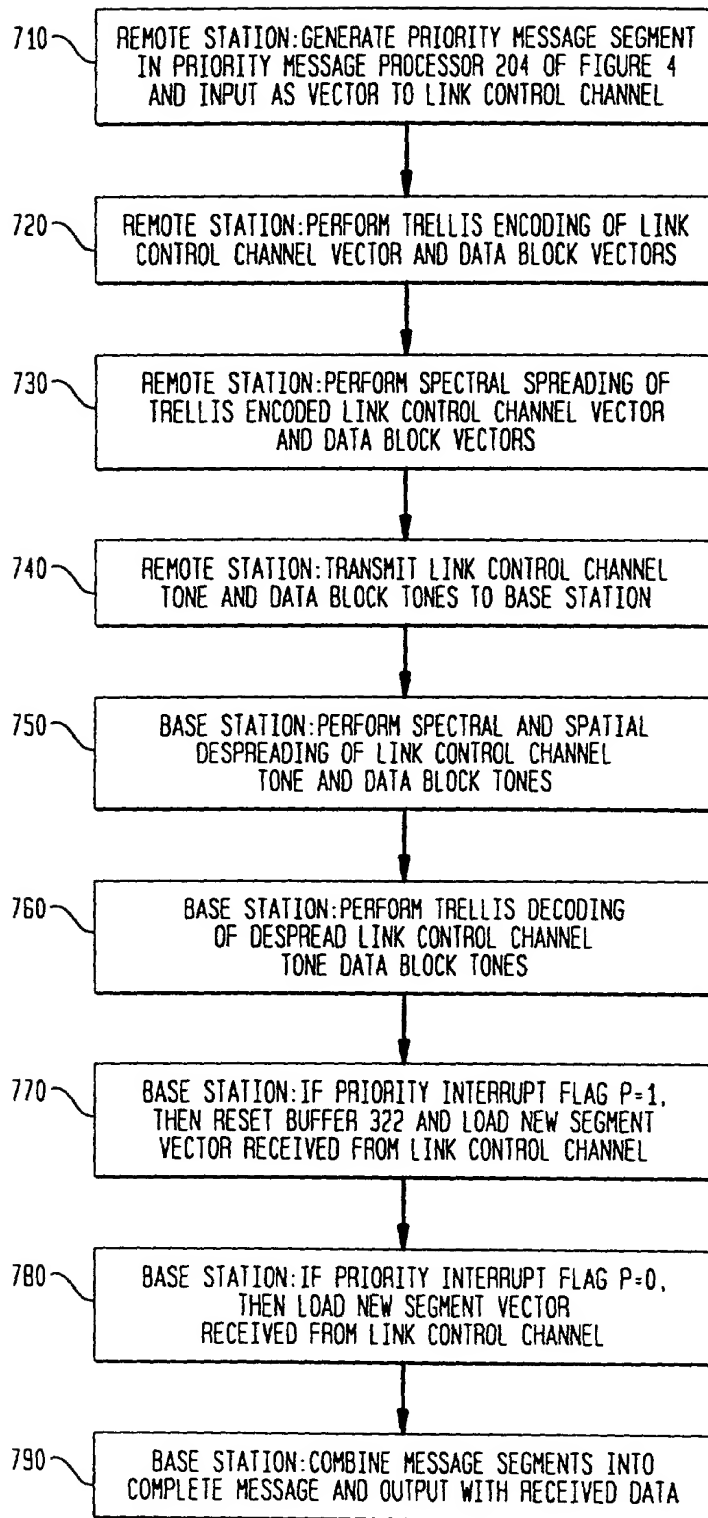 710
REMOTE STATION:GENERATE PRIORITY MESSAGE SEGMENT
IN PRIORITY MESSAGE PROCESSOR 204 OF FIGURE 4
AND INPUT AS VECTOR TO LINK CONTROL CHANNEL
720
REMOTE STATION:PERFORM TRELLIS ENCODING OF LINK
CONTROL CHANNEL VECTOR AND DATA BLOCK VECTORS
730
REMOTE STATION:PERFORM SPECTRAL SPREADING OF
TRELLIS ENCODED LINK CONTROL CHANNEL VECTOR
AND DATA BLOCK VECTORS
740
REMOTE STATION:TRANSMIT LINK CONTROL CHANNEL
TONE AND DATA BLOCK TONES TO BASE STATION
750
BASE STATION:PERFORM SPECTRAL AND SPATIAL
DESPREADING OF LINK CONTROL CHANNEL
TONE AND DATA BLOCK TONES
760
BASE STATION:PERFORM TRELLIS DECODING
OF DESPREAD LINK CONTROL CHANNEL
TONE DATA BLOCK TONES
770
BASE STATION:IF PRIORITY INTERRUPT FLAG P=1,
THEN RESET BUFFER 322 AND LOAD NEW SEGMENT
VECTOR RECEIVED FROM LINK CONTROL CHANNEL
780
BASE STATION:IF PRIORITY INTERRUPT FLAG P=0,
THEN LOAD NEW SEGMENT VECTOR
RECEIVED FROM LINK CONTROL CHANNEL
790
BASE STATION:COMBINE MESSAGE SEGMENTS INTO
COMPLETE MESSAGE AND OUTPUT WITH RECEIVED DATA